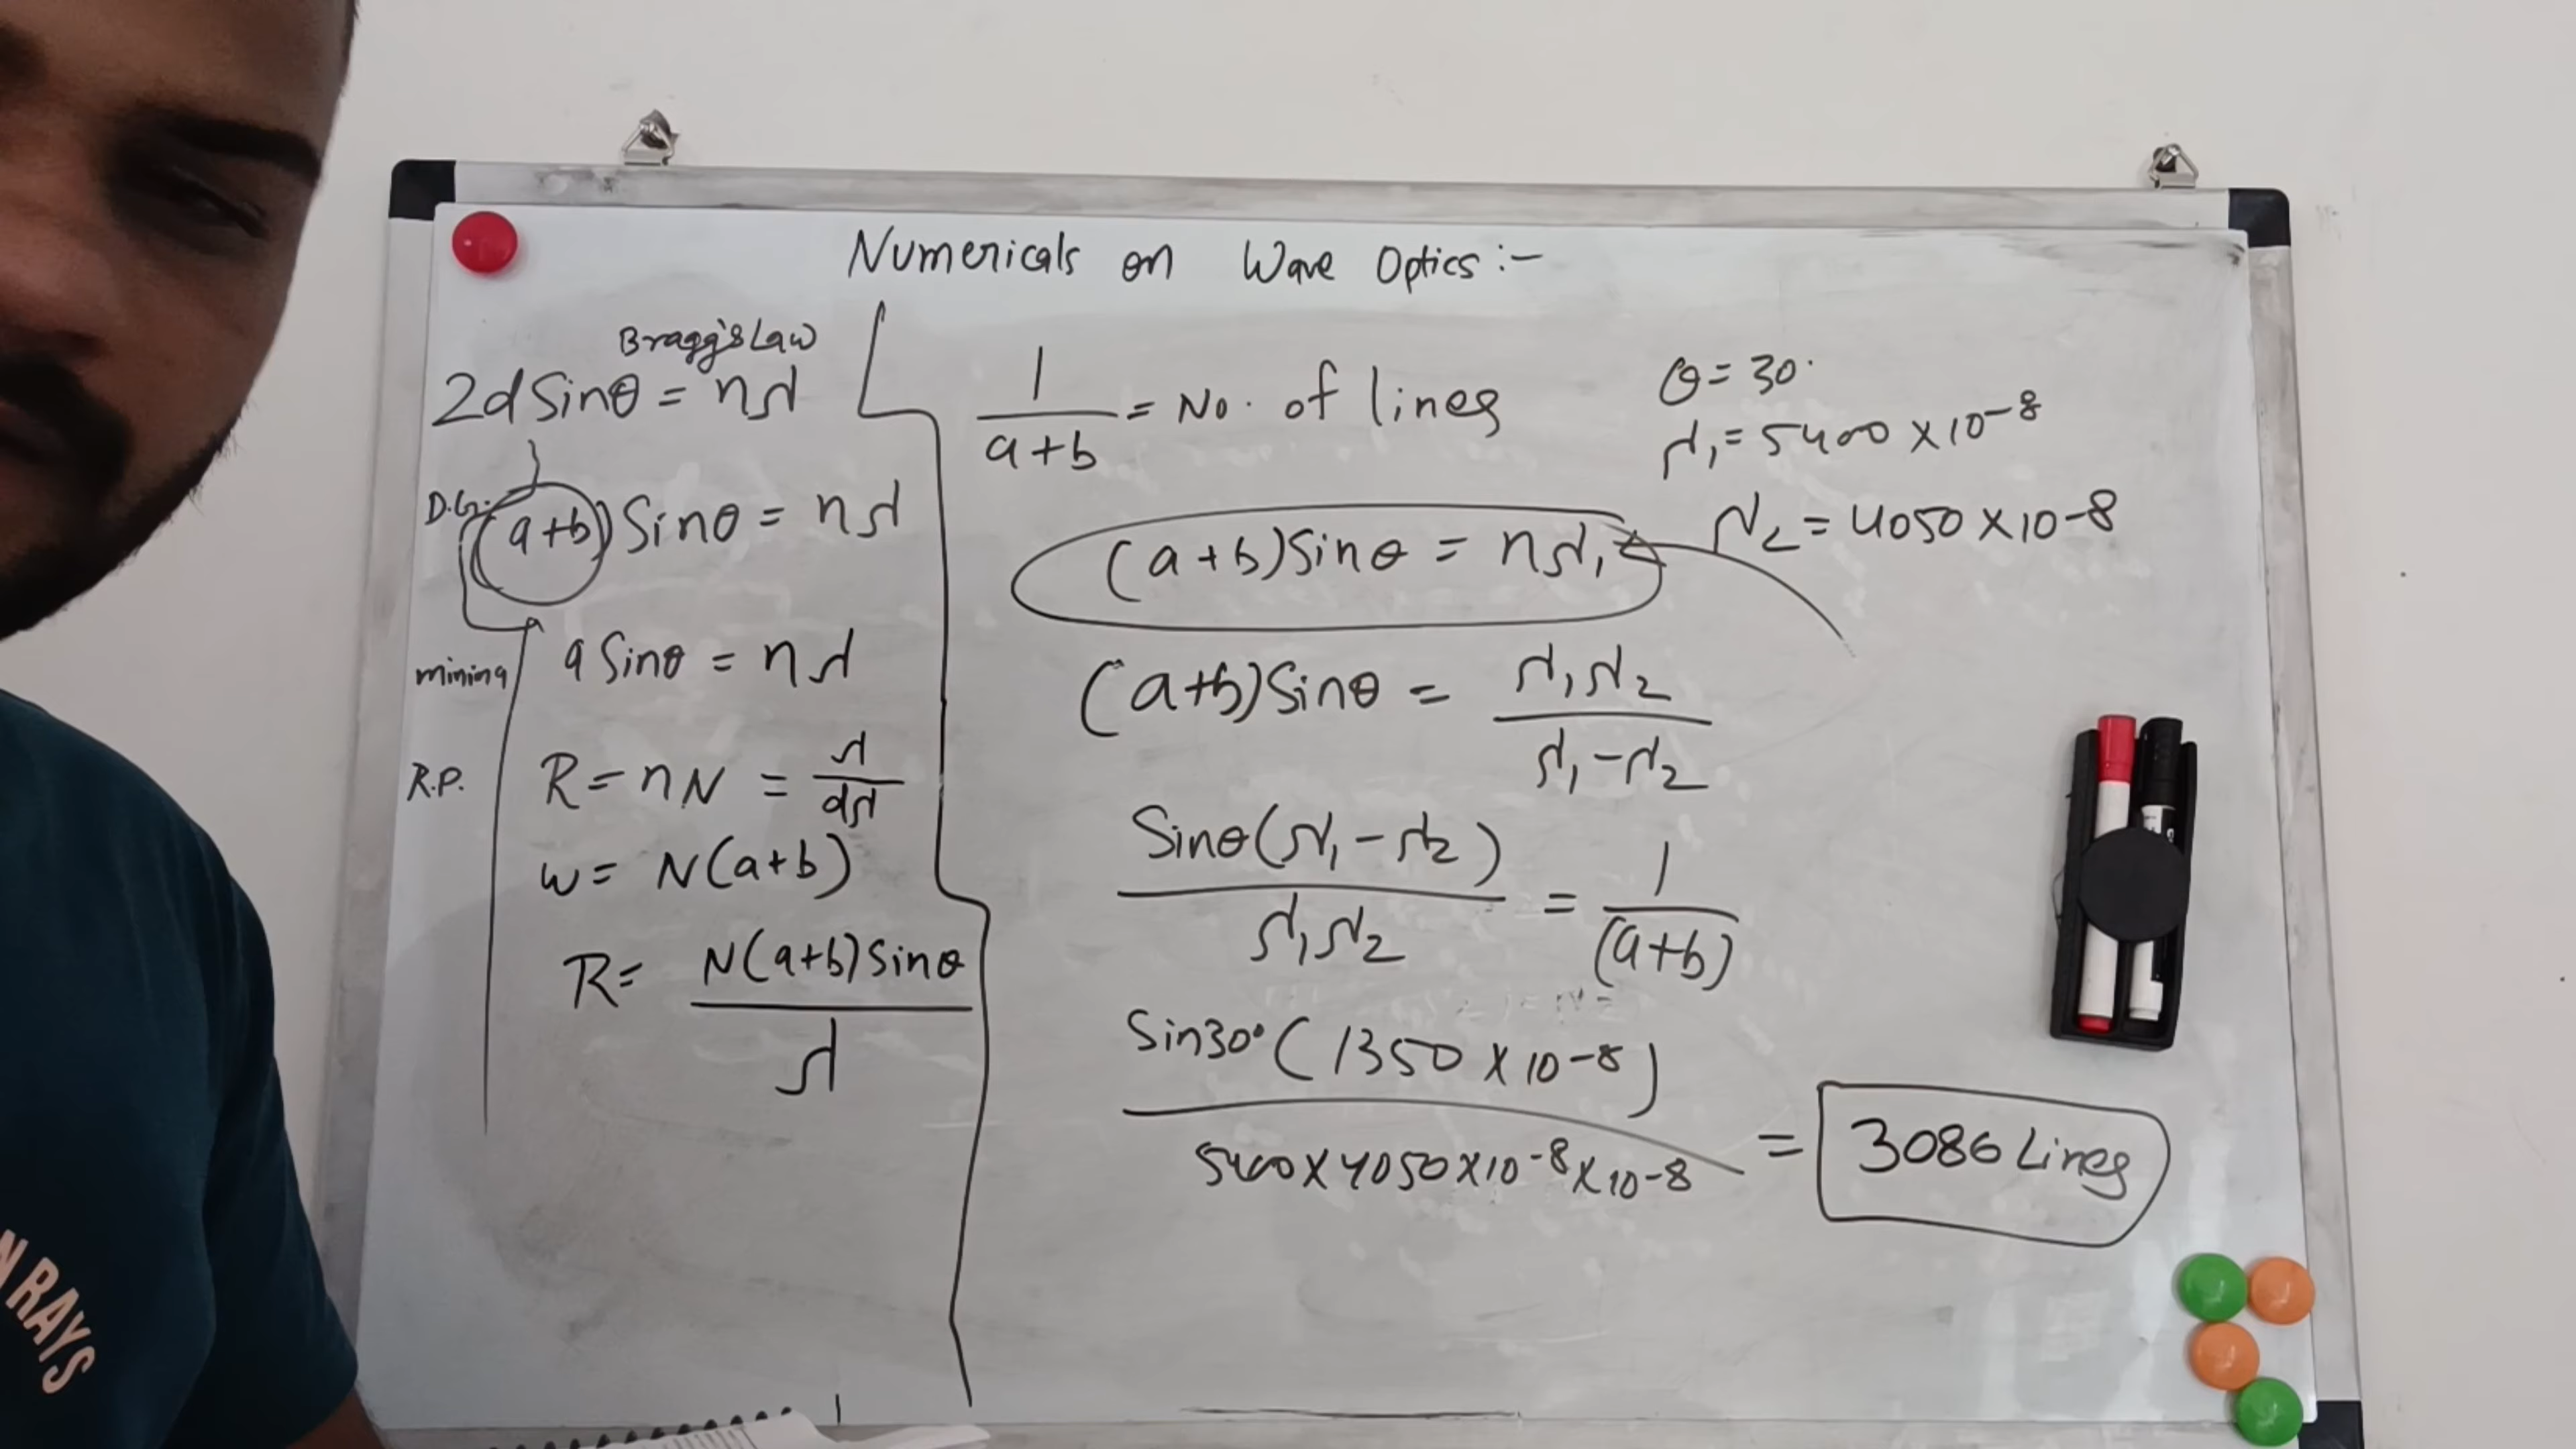 Numericals on Wave Optics :-
Bragg's Law
2d Sinθ = nλ
D.G. (a+b) Sinθ = nλ
minima a Sinθ = nλ
R.P. R = nN = λ/dλ
w = N(a+b)
R = N(a+b) Sinθ / λ
1/(a+b) = No. of lines
θ = 30°
λ₁ = 5400 × 10⁻⁸
λ₂ = 4050 × 10⁻⁸
(a+b) Sinθ = nλ₁
(a+b) Sinθ = λ₁λ₂ / λ₁-λ₂
Sinθ(λ₁-λ₂) / λ₁λ₂ = 1/(a+b)
Sin30°(1350 × 10⁻⁸) / 5400×4050×10⁻⁸×10⁻⁸ = 3086 Lines
N RAYS